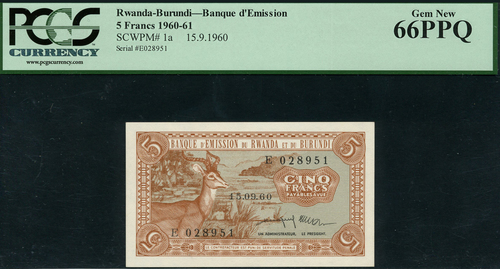 PCGS
CURRENCY
www.pcgscurrency.com
Rwanda-Burundi—Banque d'Emission
5 Francs 1960-61
SCWPM# 1a 15.9.1960
Serial #E028951
Gem New
66PPQ
BANQUE D'EMISSION DU RWANDA ET DU BURUNDI
5
5
E 028951
CINQ
FRANCS
PAYABLES A VUE
15.09.60
E 028951
UN ADMINISTRATEUR, LE PRESIDENT,
5
5